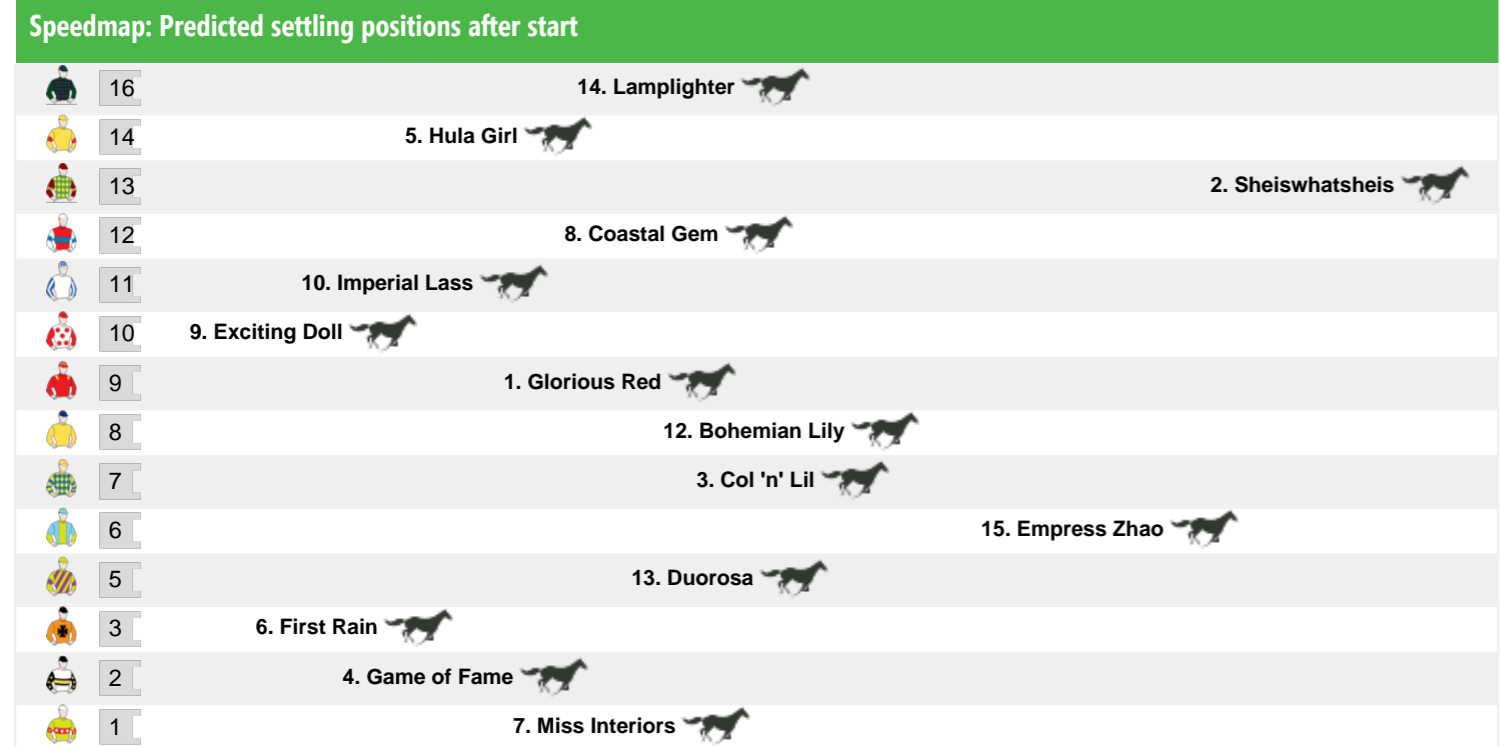 Speedmap: Predicted settling positions after start
16 14. Lamplighter
14 5. Hula Girl
13 2. Sheiswhatsheis
12 8. Coastal Gem
11 10. Imperial Lass
10 9. Exciting Doll
9 1. Glorious Red
8 12. Bohemian Lily
7 3. Col 'n' Lil
6 15. Empress Zhao
5 13. Duorosa
3 6. First Rain
2 4. Game of Fame
1 7. Miss Interiors